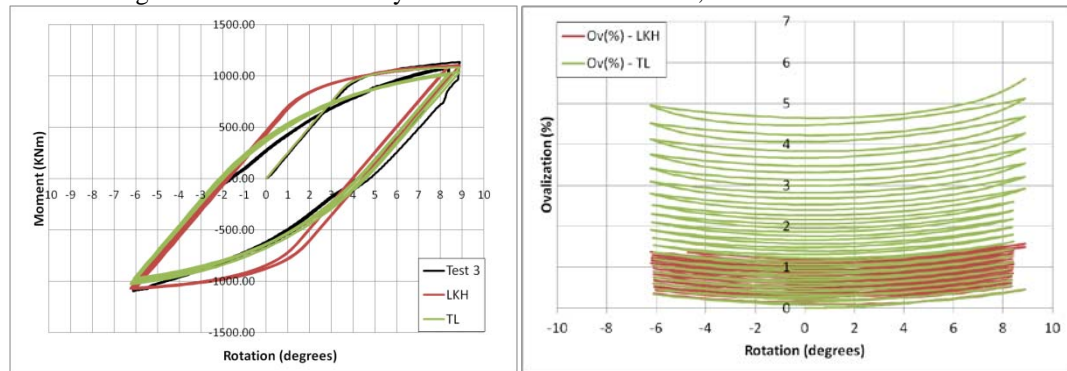 1500.00
1000.00
500.00
-10 -9 -8 -7 -6 -5 -4 -3 -2 -1 0 1 2 3 4 5 6 7 8 9 10
-500.00
-1000.00
-1500.00
Moment (KNm)
Rotation (degrees)
Test 3
LKH
TL
Ov(%) - LKH
Ov(%) - TL
7
6
5
4
3
2
1
0
Ovalization (%)
-10 -8 -6 -4 -2 0 2 4 6 8 10
Rotation (degrees)